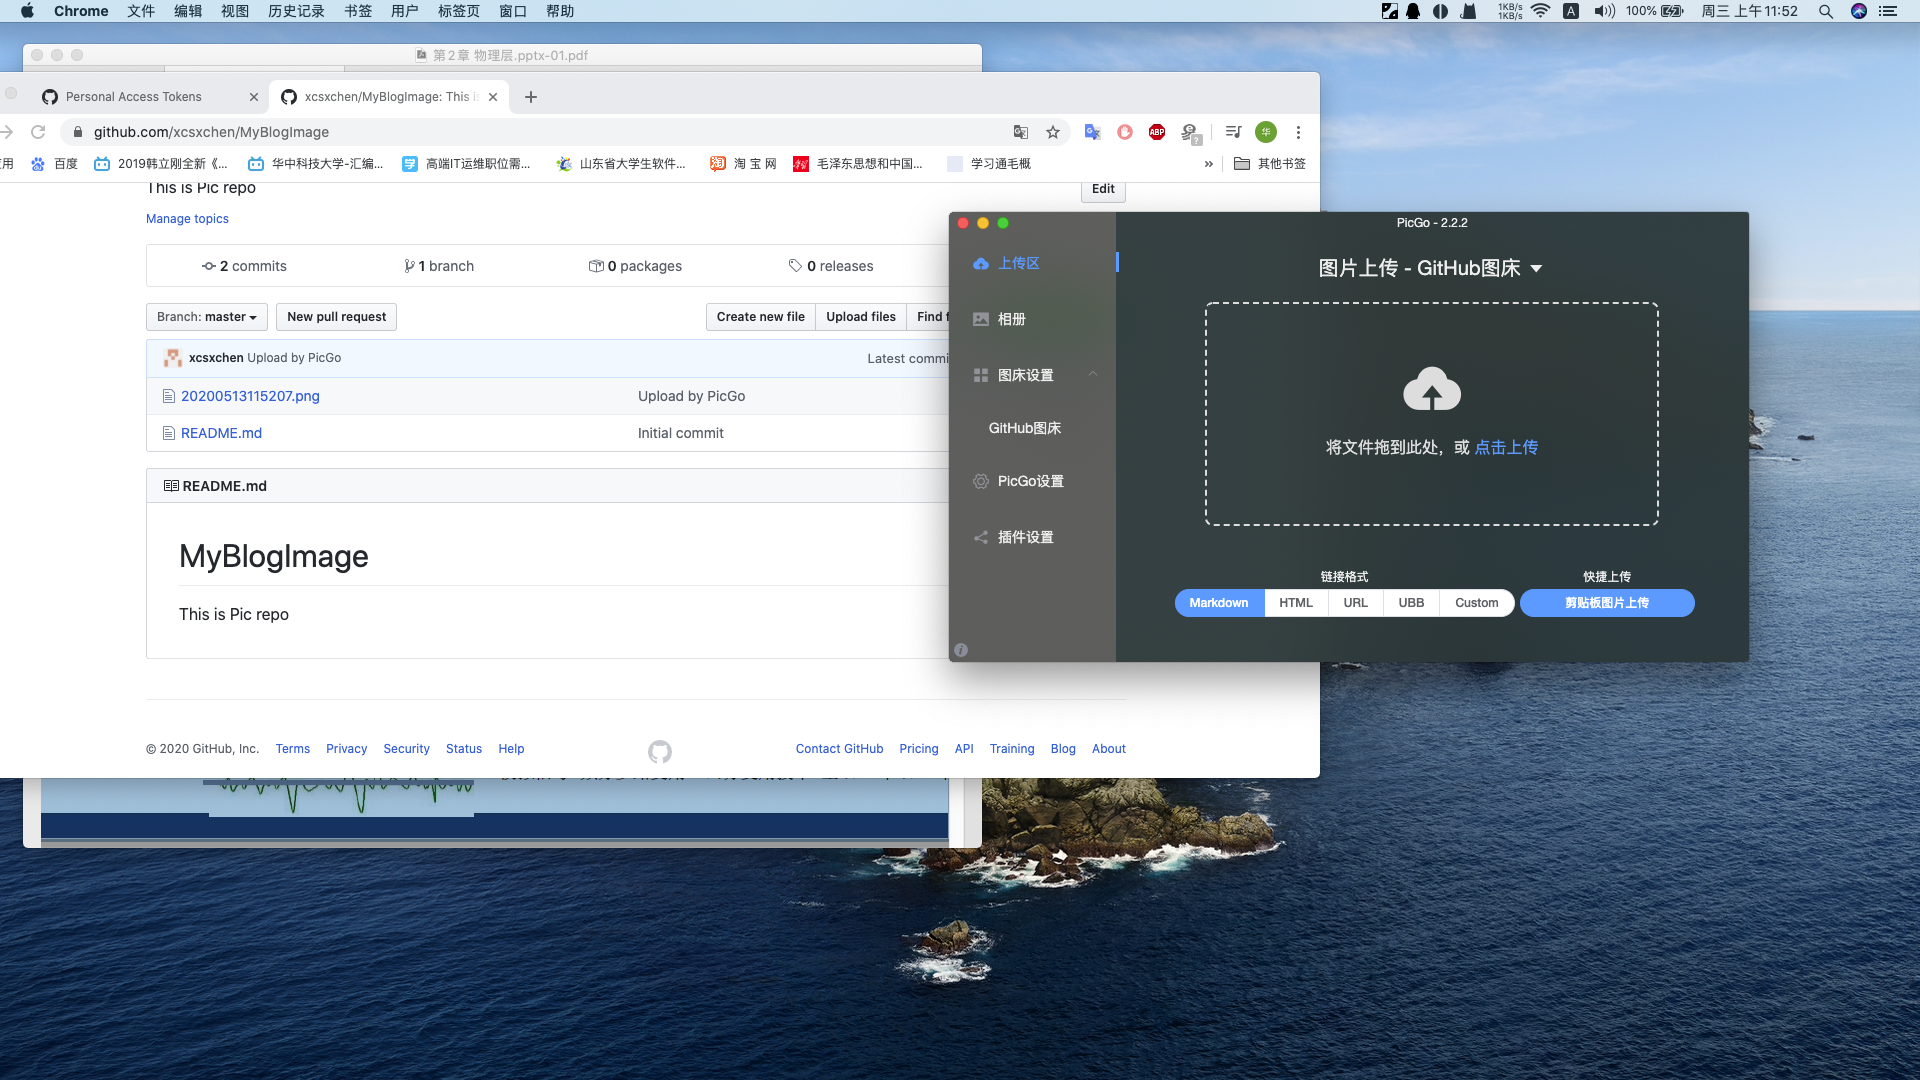 Chrome 文件 编辑 视图 历史记录 书签 用户 标签页 窗口 帮助
1KB/s
1KB/s
A
100%
周三 上午11:52
第2章 物理层.pptx-01.pdf
Personal Access Tokens
xcsxchen/MyBlogImage: This is
github.com/xcsxchen/MyBlogImage
ABP
华
用 百度 2019韩立刚全新《... 华中科技大学-汇编... 高端IT运维职位需... 山东省大学生软件... 淘 宝 网 毛泽东思想和中国... 学习通毛概 » 其他书签
This is Pic repo
Edit
Manage topics
2 commits 1 branch 0 packages 0 releases
Branch: master New pull request Create new file Upload files Find f
xcsxchen Upload by PicGo Latest commi
20200513115207.png Upload by PicGo
README.md Initial commit
README.md
MyBlogImage
This is Pic repo
© 2020 GitHub, Inc. Terms Privacy Security Status Help Contact GitHub Pricing API Training Blog About
PicGo - 2.2.2
上传区
相册
图床设置
GitHub图床
PicGo设置
插件设置
图片上传 - GitHub图床
将文件拖到此处，或 点击上传
链接格式 快捷上传
Markdown HTML URL UBB Custom 剪贴板图片上传